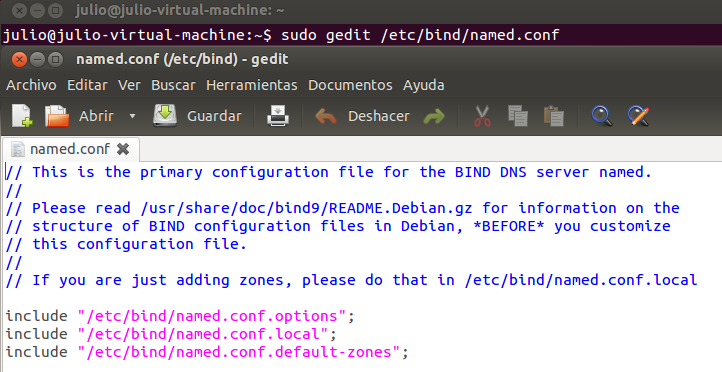 julio@julio-virtual-machine: ~
julio@julio-virtual-machine:~$ sudo gedit /etc/bind/named.conf
named.conf (/etc/bind) - gedit
Archivo Editar Ver Buscar Herramientas Documentos Ayuda
Abrir Guardar Deshacer
named.conf
// This is the primary configuration file for the BIND DNS server named.
//
// Please read /usr/share/doc/bind9/README.Debian.gz for information on the
// structure of BIND configuration files in Debian, *BEFORE* you customize
// this configuration file.
//
// If you are just adding zones, please do that in /etc/bind/named.conf.local
include "/etc/bind/named.conf.options";
include "/etc/bind/named.conf.local";
include "/etc/bind/named.conf.default-zones";